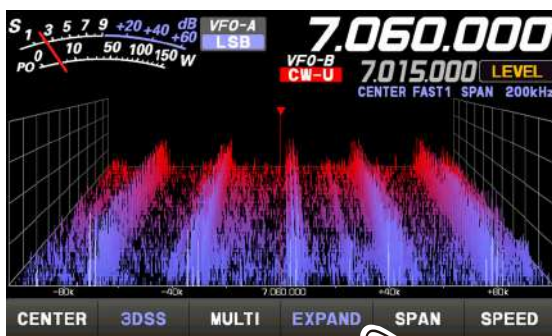 S 1 3 5 7 9 +20 +40 +60 dB
PO 0 10 50 100 150 W
VFO-A
LSB
7.060.000
VFO-B
CW-U
7.015.000
LEVEL
CENTER FAST1 SPAN 200kHz
-80k -40k 7.060.000 +40k +80k
CENTER 3DSS MULTI EXPAND SPAN SPEED